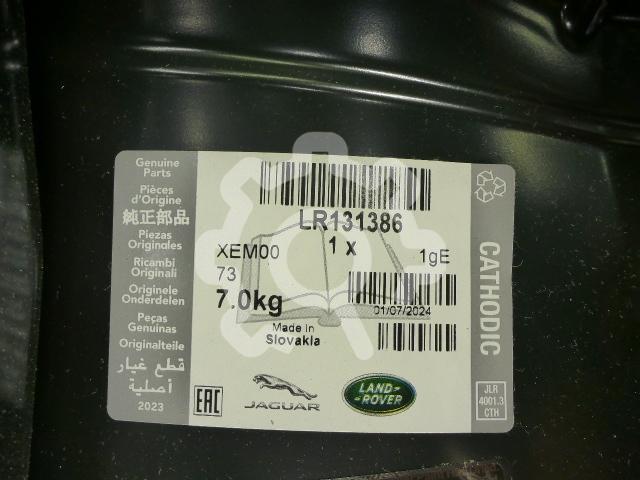 Genuine
Parts
Pièces
d'Origine
純正部品
Piezas
Originales
Ricambi
Originali
Originele
Onderdelen
Peças
Genuinas
Originalteile
قطع غيار
أصلية
2023
LR131386
1 x
XEM00
1gE
73
7.0kg
01/07/2024
Made in
Slovakia
EAC
JAGUAR
LAND-
-ROVER
CATHODIC
JLR
4001.3
CTH